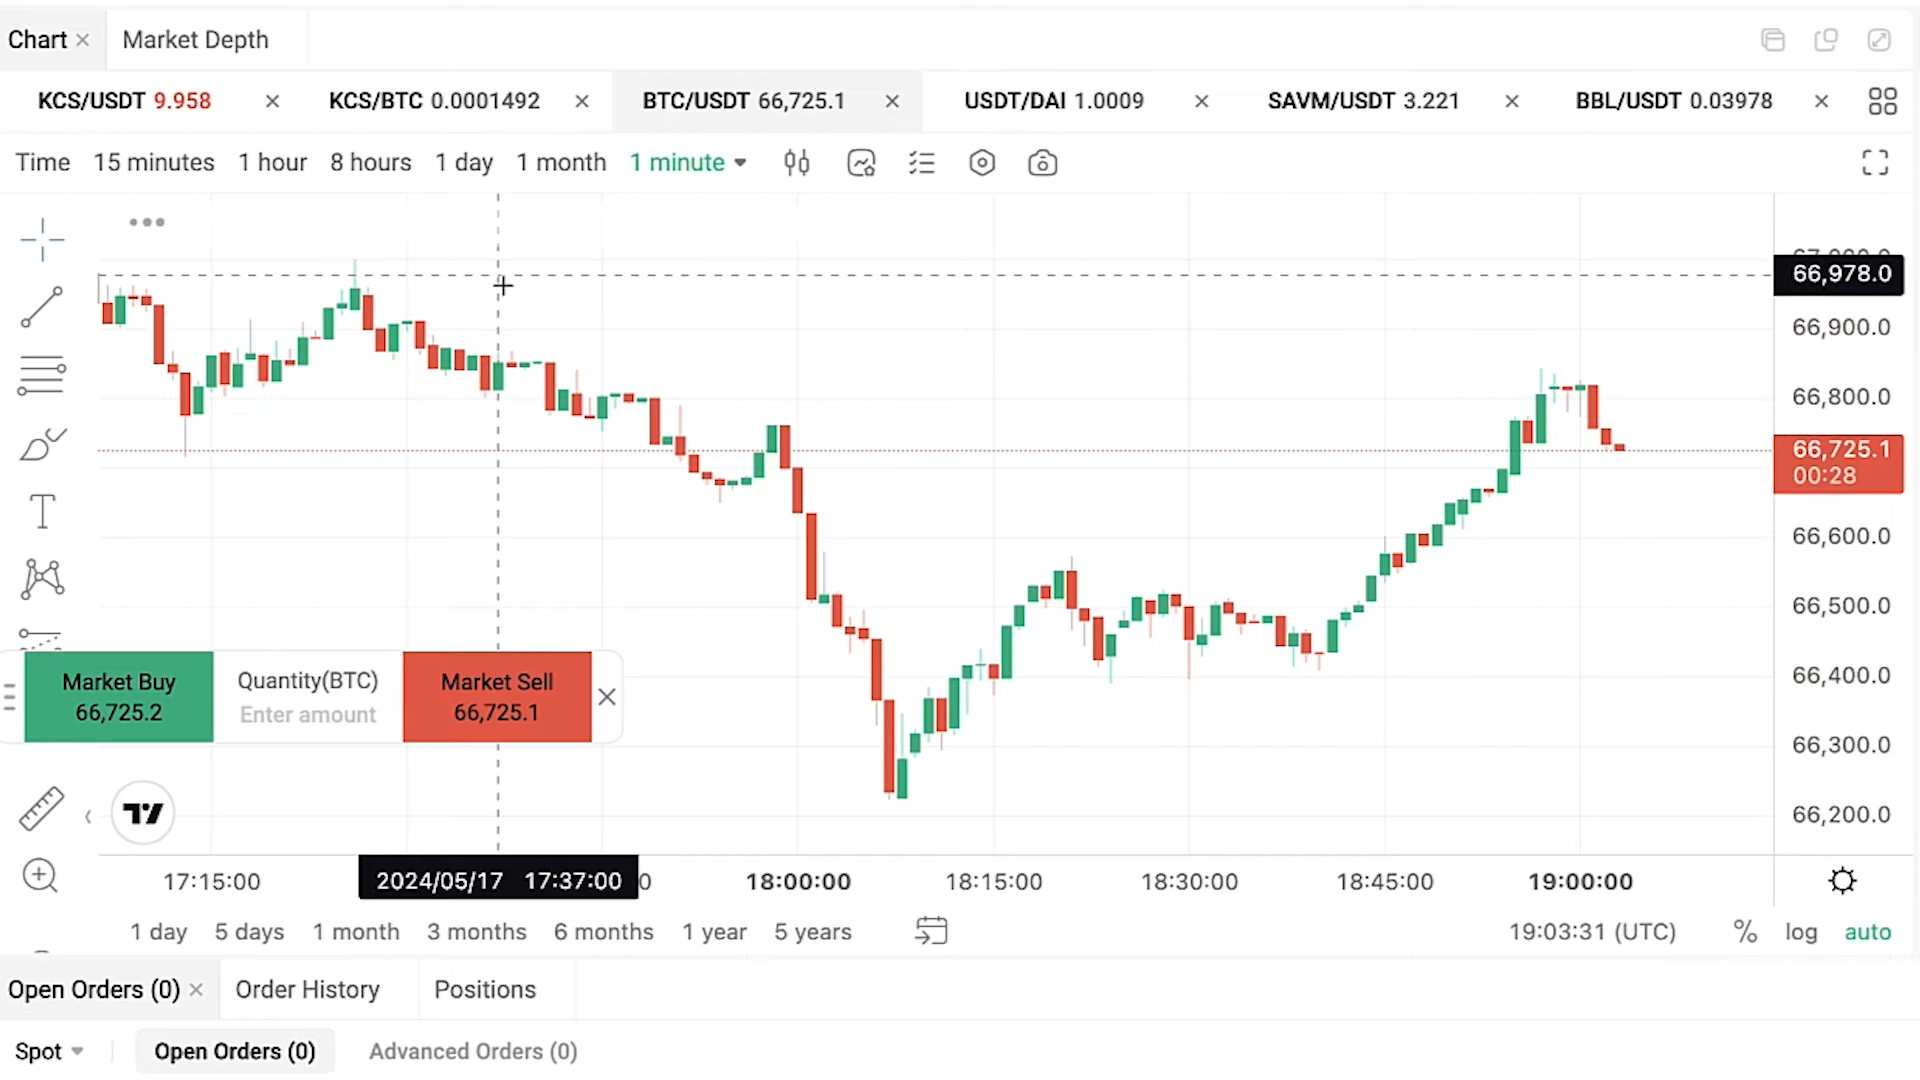 Chart Market Depth
KCS/USDT 9.958 KCS/BTC 0.0001492 BTC/USDT 66,725.1 USDT/DAI 1.0009 SAVM/USDT 3.221 BBL/USDT 0.03978
Time 15 minutes 1 hour 8 hours 1 day 1 month 1 minute
66,978.0
66,900.0
66,800.0
66,725.1
00:28
66,600.0
66,500.0
66,400.0
66,300.0
66,200.0
Market Buy
66,725.2
Quantity(BTC)
Enter amount
Market Sell
66,725.1
17:15:00 2024/05/17 17:37:00 0 18:00:00 18:15:00 18:30:00 18:45:00 19:00:00
1 day 5 days 1 month 3 months 6 months 1 year 5 years 19:03:31 (UTC) % log auto
Open Orders (0) Order History Positions
Spot Open Orders (0) Advanced Orders (0)